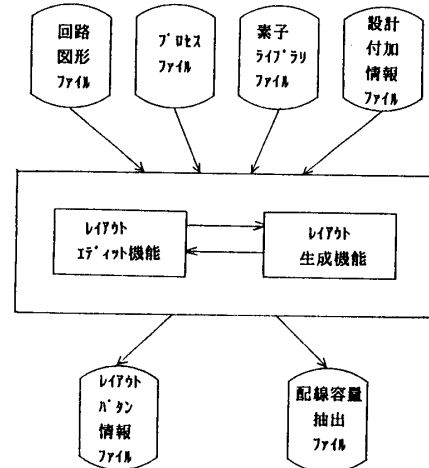 回路
図形
ファイル
プロセス
ファイル
素子
ライブラリ
ファイル
設計
付加
情報
ファイル
レイアウト
エディット機能
レイアウト
生成機能
レイアウト
パタン
情報
ファイル
配線容量
抽出
ファイル